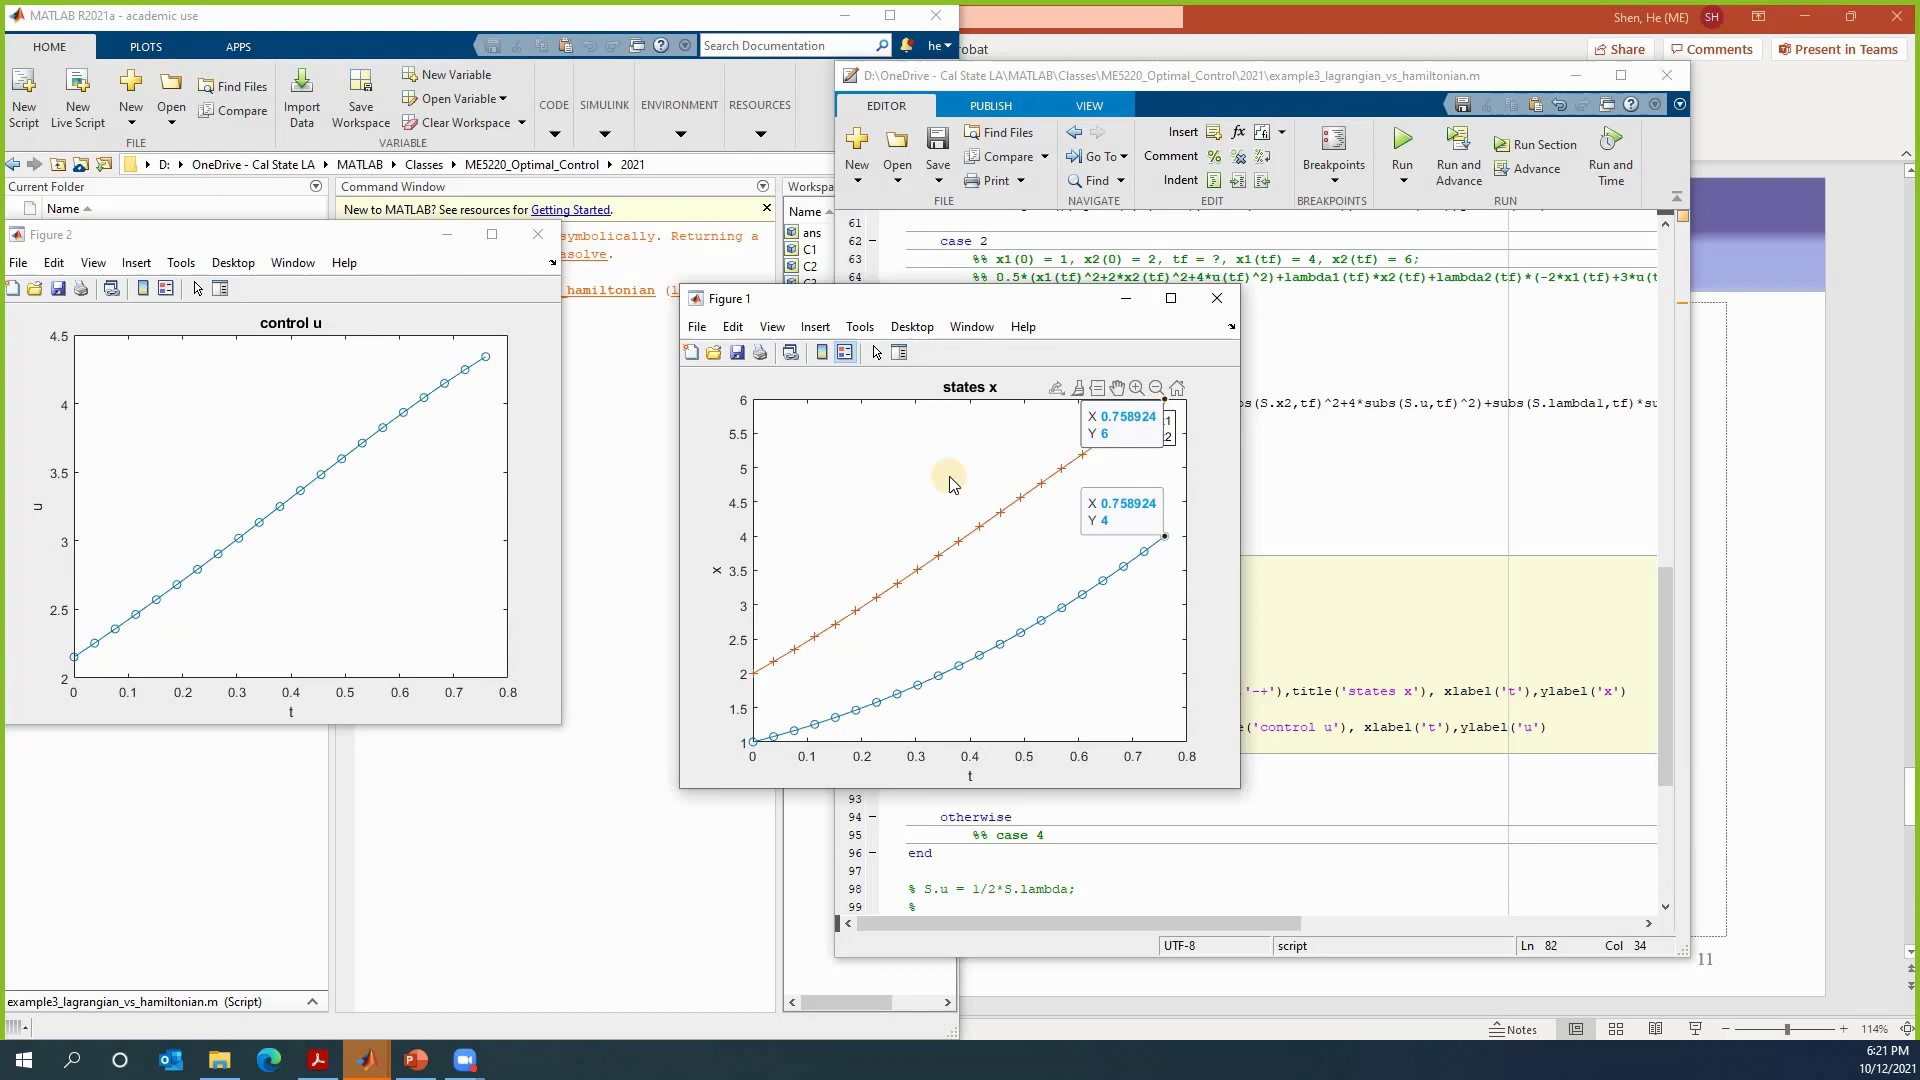 MATLAB R2021a - academic use
Shen, He (ME) SH
HOME PLOTS APPS
Search Documentation he
robat
Share Comments Present in Teams
New Script
New Live Script
New
Open
Find Files
Compare
FILE
Import Data
Save Workspace
New Variable
Open Variable
Clear Workspace
VARIABLE
CODE SIMULINK ENVIRONMENT RESOURCES
D: OneDrive - Cal State LA MATLAB Classes ME5220_Optimal_Control 2021
Current Folder
Name
Command Window
New to MATLAB? See resources for Getting Started.
symbolically. Returning a
asolve.
_hamiltonian
Workspa
Name
ans
C1
C2
D:\OneDrive - Cal State LA\MATLAB\Classes\ME5220_Optimal_Control\2021\example3_lagrangian_vs_hamiltonian.m
EDITOR PUBLISH VIEW
New Open Save
Find Files
Compare
Print
FILE
Go To
Find
NAVIGATE
Insert fx
Comment
Indent
EDIT
Breakpoints
BREAKPOINTS
Run
Run and Advance
Run Section
Advance
Run and Time
RUN
61
62 case 2
63 %% x1(0) = 1, x2(0) = 2, tf = ?, x1(tf) = 4, x2(tf) = 6;
64 %% 0.5*(x1(tf)^2+2*x2(tf)^2+4*u(tf)^2)+lambda1(tf)*x2(tf)+lambda2(tf)*(-2*x1(tf)+3*u(t
s(S.x2,tf)^2+4*subs(S.u,tf)^2)+subs(S.lambda1,tf)*su
'-+'),title('states x'), xlabel('t'),ylabel('x')
e('control u'), xlabel('t'),ylabel('u')
93
94 otherwise
95 %% case 4
96 end
97
98 % S.u = 1/2*S.lambda;
99 %
UTF-8 script Ln 82 Col 34
Figure 2
File Edit View Insert Tools Desktop Window Help
control u
4.5
4
3.5
3
2.5
2
u
0 0.1 0.2 0.3 0.4 0.5 0.6 0.7 0.8
t
Figure 1
File Edit View Insert Tools Desktop Window Help
states x
6
5.5
5
4.5
4
3.5
3
2.5
2
1.5
1
x
X 0.758924
Y 6
X 0.758924
Y 4
0 0.1 0.2 0.3 0.4 0.5 0.6 0.7 0.8
t
example3_lagrangian_vs_hamiltonian.m (Script)
11
Notes 114%
6:21 PM
10/12/2021